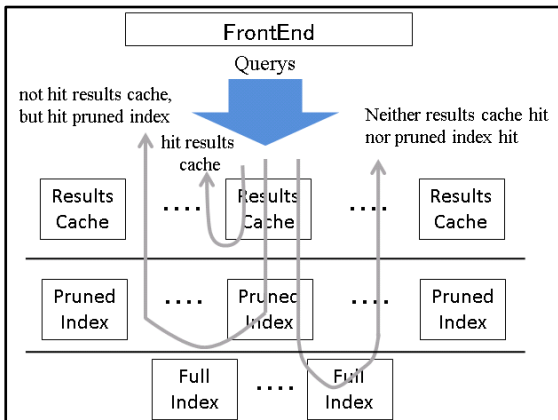 FrontEnd
Querys
not hit results cache,
but hit pruned index
Neither results cache hit
nor pruned index hit
hit results
cache
Results
Cache
....
Results
Cache
....
Results
Cache
Pruned
Index
....
Pruned
Index
....
Pruned
Index
Full
Index
....
Full
Index